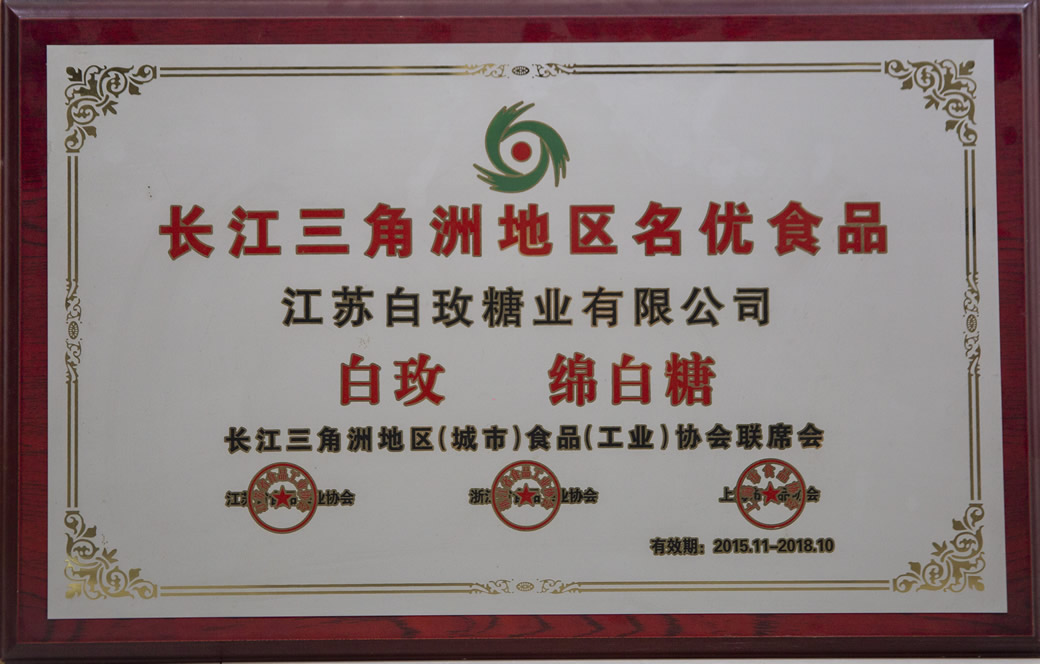 长江三角洲地区名优食品
江苏白玫糖业有限公司
白玫 绵白糖
长江三角洲地区(城市)食品(工业)协会联席会
江苏 业协会 浙江 业协会 上 会
有效期：2015.11-2018.10